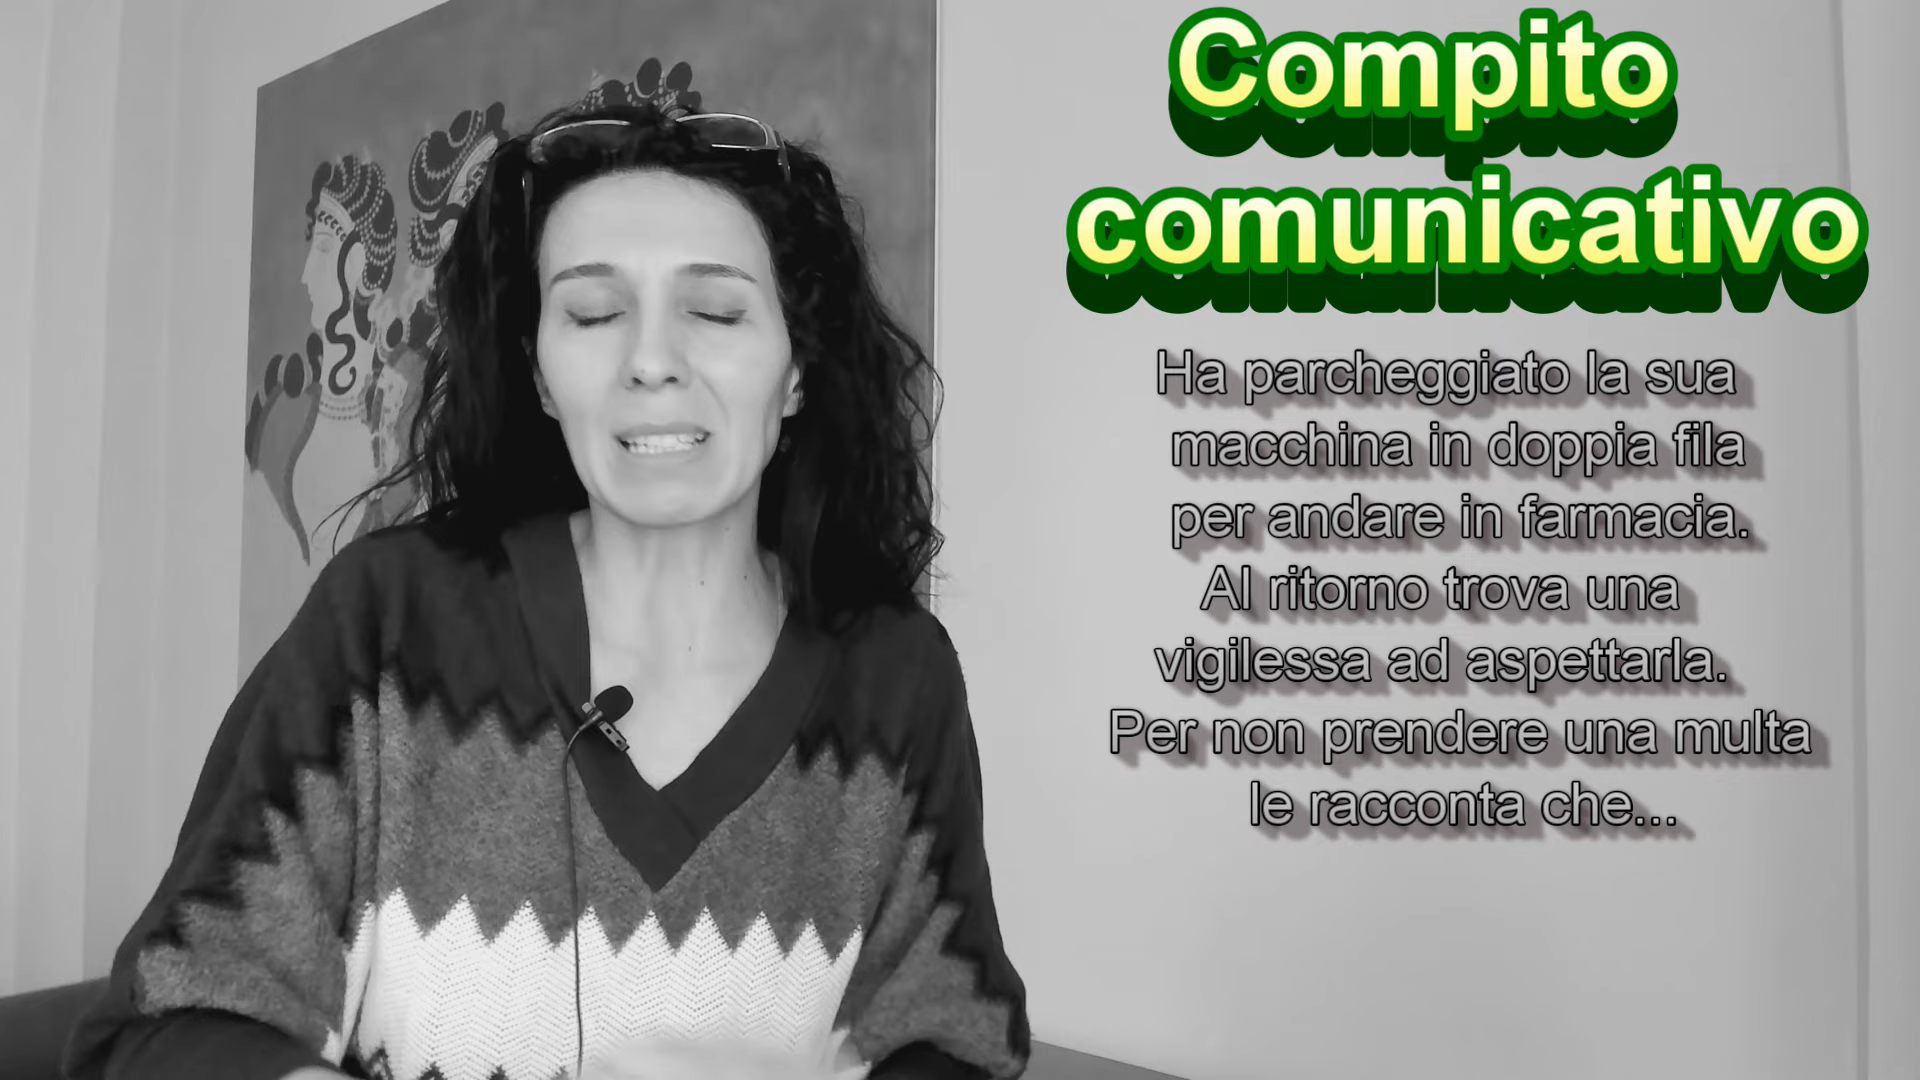 Compito
comunicativo
Ha parcheggiato la sua
macchina in doppia fila
per andare in farmacia.
Al ritorno trova una
vigilessa ad aspettarla.
Per non prendere una multa
le racconta che...